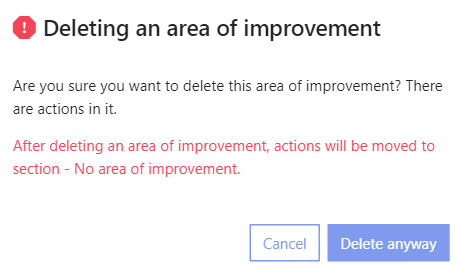 Deleting an area of improvement
Are you sure you want to delete this area of improvement? There
are actions in it.
After deleting an area of improvement, actions will be moved to
section - No area of improvement.
Cancel
Delete anyway